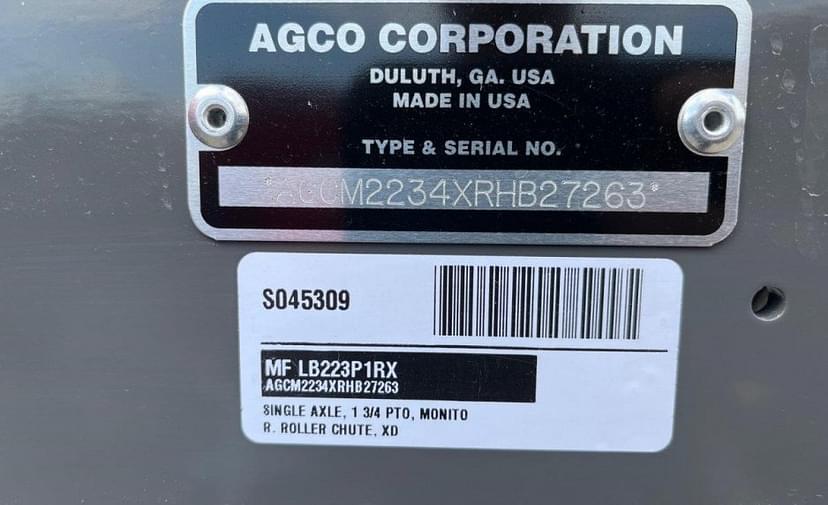 AGCO CORPORATION
DULUTH, GA. USA
MADE IN USA
TYPE & SERIAL NO.
*AGCM2234XRHB27263*
S045309
MF LB223P1RX
AGCM2234XRHB27263
SINGLE AXLE, 1 3/4 PTO, MONITO
R. ROLLER CHUTE, XD